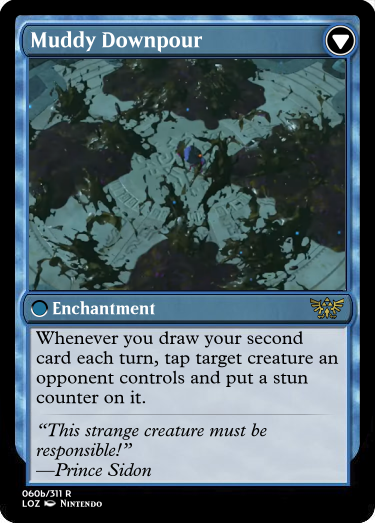 Muddy Downpour
Enchantment
Whenever you draw your second
card each turn, tap target creature an
opponent controls and put a stun
counter on it.
“This strange creature must be
responsible!”
—Prince Sidon
060b/311 R
LOZ Nintendo